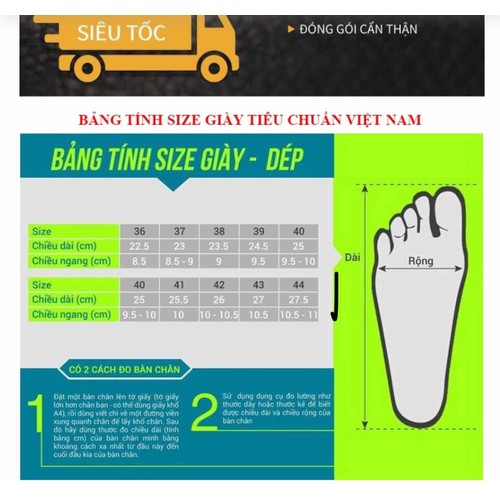 SIÊU TỐC
▸ ĐÓNG GÓI CẨN THẬN
BẢNG TÍNH SIZE GIÀY TIÊU CHUẨN VIỆT NAM
BẢNG TÍNH SIZE GIÀY - DÉP
Size 36 37 38 39 40
Chiều dài (cm) 22.5 23 23.5 24.5 25
Chiều ngang (cm) 8.5 8.5 - 9 9 9.5 9.5 - 10
Size 40 41 42 43 44
Chiều dài (cm) 25 25.5 26 27 27.5
Chiều ngang (cm) 9.5 - 10 10 10 - 10.5 10.5 10.5 - 11
Dài
Rộng
CÓ 2 CÁCH ĐO BÀN CHÂN
1
Đặt một bàn chân lên tờ giấy (tờ giấy
lớn hơn chân bạn - có thể dùng giấy khổ
A4), rồi dùng viết chì vẽ một đường viền
xung quanh chân để lấy khổ chân. Sau
đó hãy dùng thước đo chiều dài (tính
bằng cm) của bàn chân mình bằng
khoảng cách xa nhất từ đầu này đến
cuối đầu kia của bàn chân.
2
Sử dụng dụng cụ đo lường như
thước dây hoặc thước kẻ để biết
được chiều dài và chiều rộng của
bàn chân